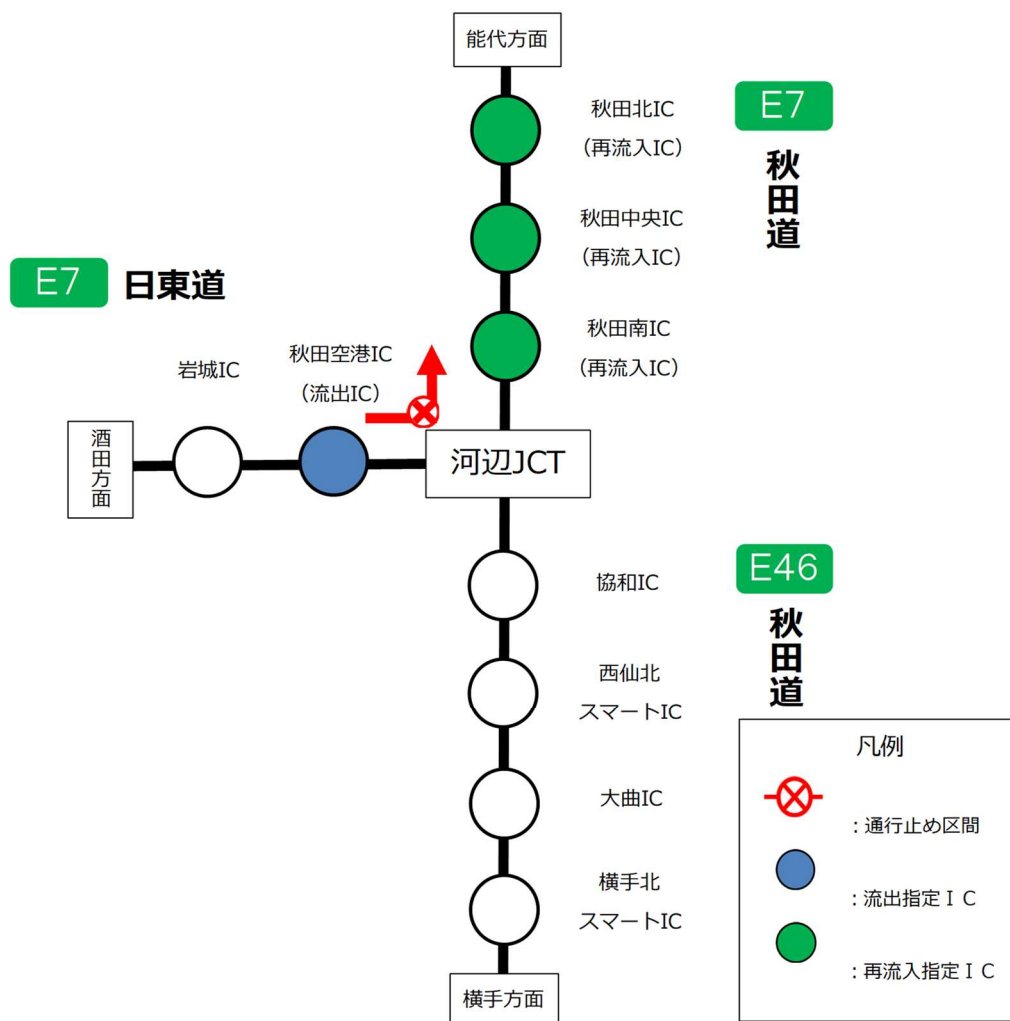 能代方面
秋田北IC
(再流入IC)
E7
秋田道
秋田中央IC
(再流入IC)
E7 日東道
秋田南IC
(再流入IC)
岩城IC
秋田空港IC
(流出IC)
酒田方面
河辺JCT
協和IC
E46
秋田道
西仙北
スマートIC
大曲IC
横手北
スマートIC
横手方面
凡例
：通行止め区間
：流出指定ＩＣ
：再流入指定ＩＣ